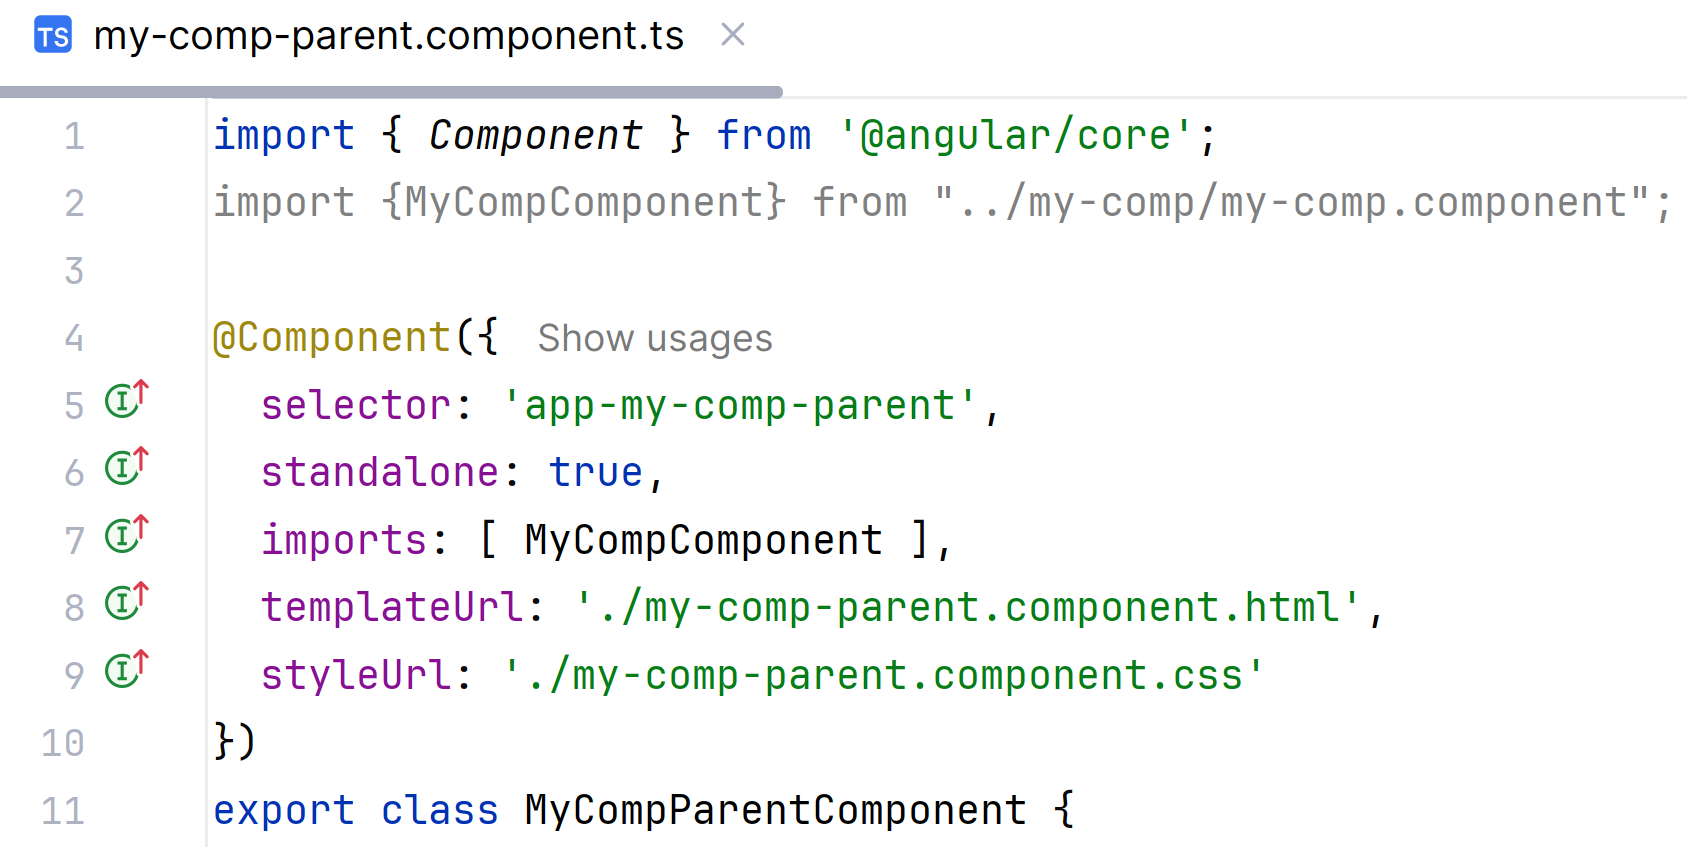 TS my-comp-parent.component.ts
1 import { Component } from '@angular/core';
2 import {MyCompComponent} from "../my-comp/my-comp.component";
3
4 @Component({ Show usages
5 selector: 'app-my-comp-parent',
6 standalone: true,
7 imports: [ MyCompComponent ],
8 templateUrl: './my-comp-parent.component.html',
9 styleUrl: './my-comp-parent.component.css'
10 })
11 export class MyCompParentComponent {